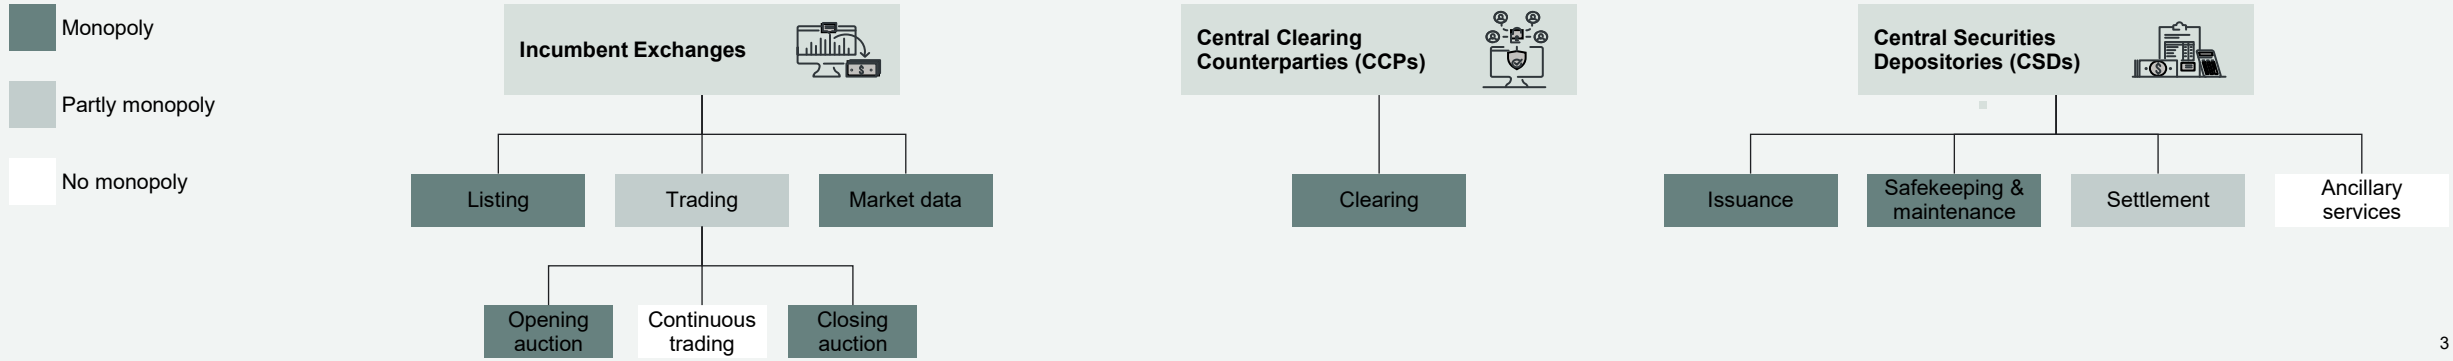 Monopoly
Partly monopoly
No monopoly
Incumbent Exchanges
Listing
Trading
Market data
Opening
auction
Continuous
trading
Closing
auction
Central Clearing
Counterparties (CCPs)
Clearing
Central Securities
Depositories (CSDs)
Issuance
Safekeeping &
maintenance
Settlement
Ancillary
services
3